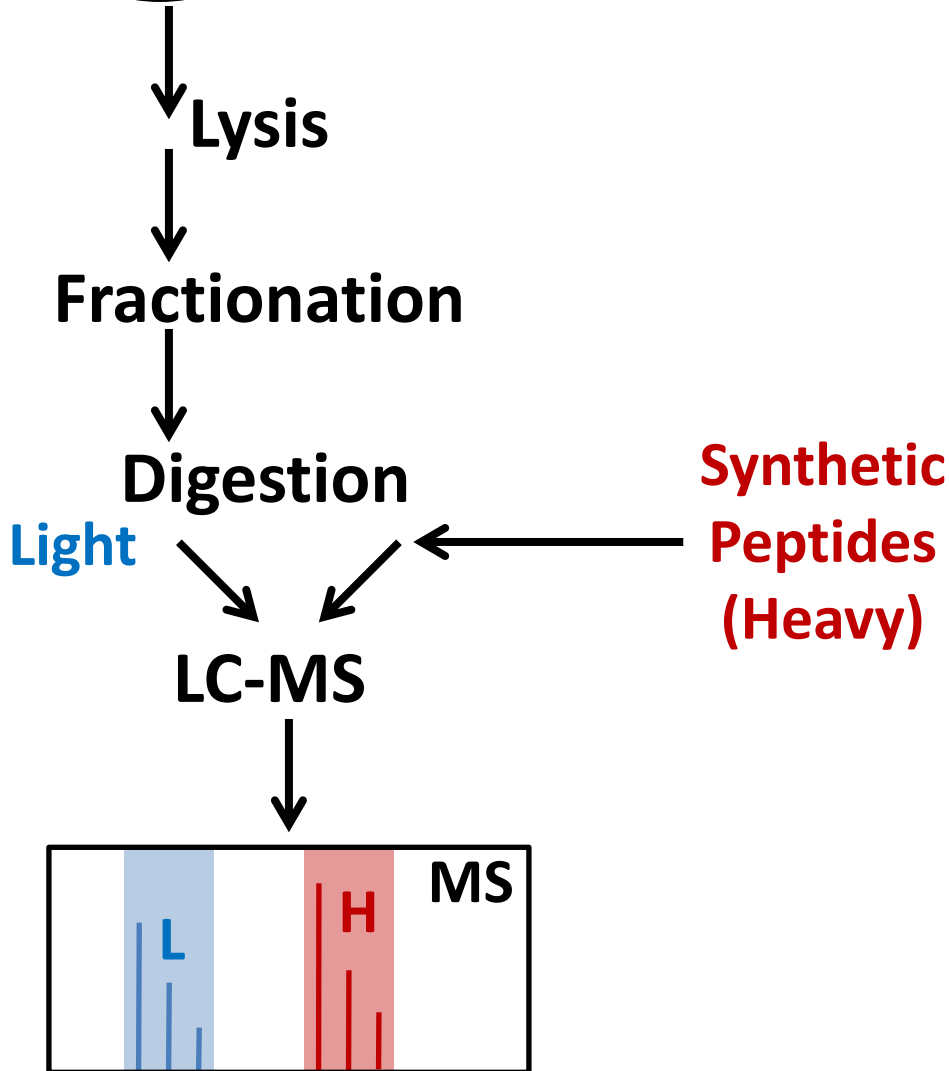 Lysis
Fractionation
Digestion
Light
Synthetic
Peptides
(Heavy)
LC-MS
MS
L
H